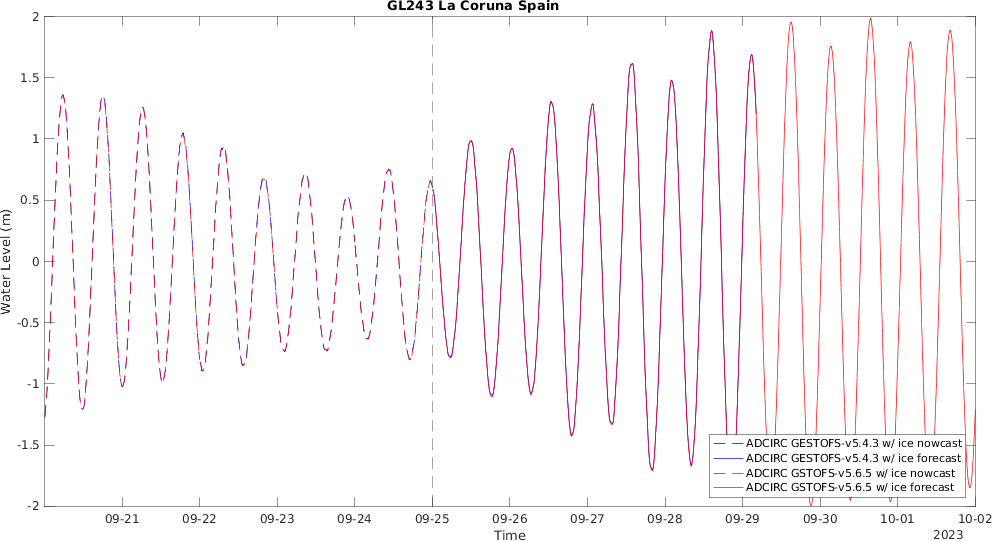 GL243 La Coruna Spain
2
1.5
1
0.5
0
-0.5
-1
-1.5
-2
Water Level (m)
ADCIRC GESTOFS-v5.4.3 w/ ice nowcast
ADCIRC GESTOFS-v5.4.3 w/ ice forecast
ADCIRC GSTOFS-v5.6.5 w/ ice nowcast
ADCIRC GSTOFS-v5.6.5 w/ ice forecast
09-21 09-22 09-23 09-24 09-25 09-26 09-27 09-28 09-29 09-30 10-01 10-02
Time
2023